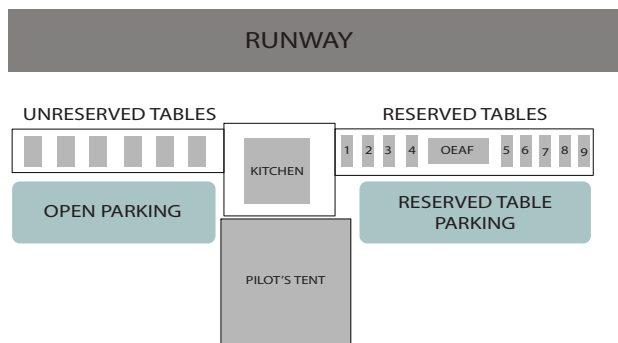 RUNWAY
UNRESERVED TABLES
RESERVED TABLES
KITCHEN
1 2 3 4 OEAF 5 6 7 8 9
OPEN PARKING
RESERVED TABLE
PARKING
PILOT'S TENT